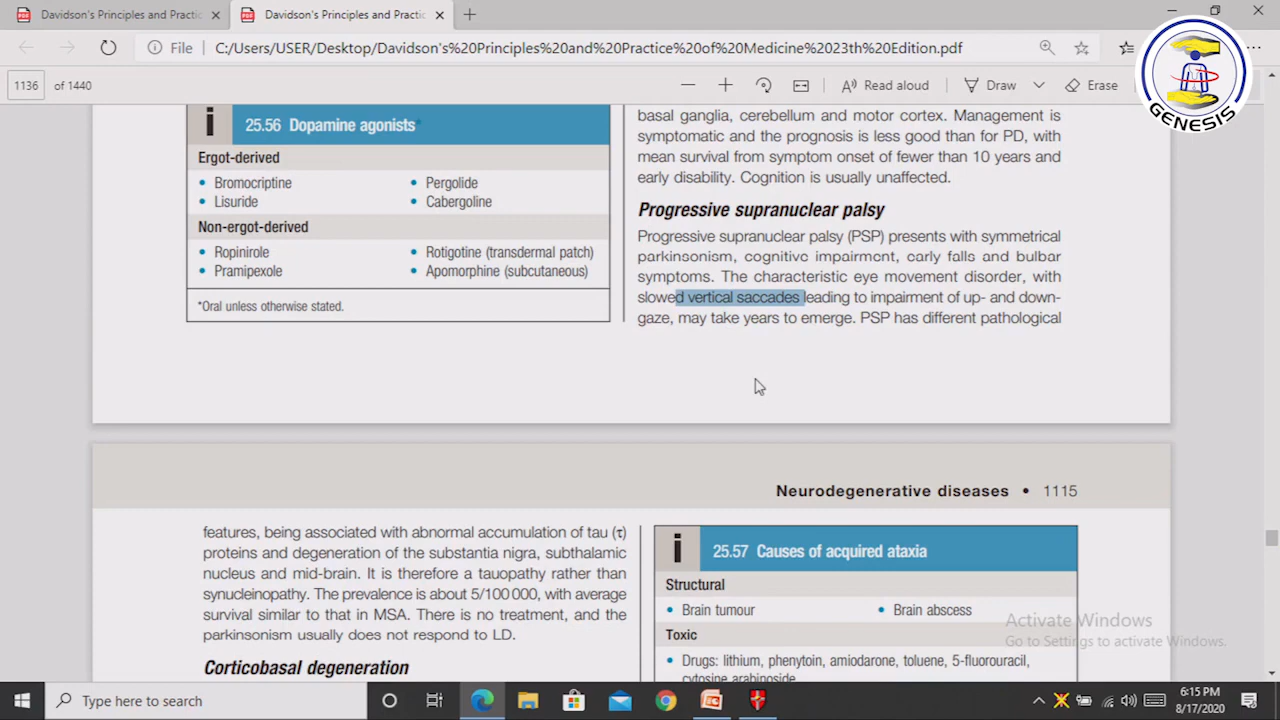 Davidson's Principles and Practic
Davidson's Principles and Practic
File
C:/Users/USER/Desktop/Davidson's%20Principles%20and%20Practice%20of%20Medicine%2023th%20Edition.pdf
1136 of 1440
Read aloud
Draw
Erase
GENESIS
i 25.56 Dopamine agonists*
Ergot-derived
• Bromocriptine • Pergolide
• Lisuride • Cabergoline
Non-ergot-derived
• Ropinirole • Rotigotine (transdermal patch)
• Pramipexole • Apomorphine (subcutaneous)
*Oral unless otherwise stated.
basal ganglia, cerebellum and motor cortex. Management is
symptomatic and the prognosis is less good than for PD, with
mean survival from symptom onset of fewer than 10 years and
early disability. Cognition is usually unaffected.
Progressive supranuclear palsy
Progressive supranuclear palsy (PSP) presents with symmetrical
parkinsonism, cognitive impairment, early falls and bulbar
symptoms. The characteristic eye movement disorder, with
slowed vertical saccades leading to impairment of up- and down-
gaze, may take years to emerge. PSP has different pathological
Neurodegenerative diseases • 1115
features, being associated with abnormal accumulation of tau (τ)
proteins and degeneration of the substantia nigra, subthalamic
nucleus and mid-brain. It is therefore a tauopathy rather than
synucleinopathy. The prevalence is about 5/100 000, with average
survival similar to that in MSA. There is no treatment, and the
parkinsonism usually does not respond to LD.
Corticobasal degeneration
i 25.57 Causes of acquired ataxia
Structural
• Brain tumour • Brain abscess
Toxic
• Drugs: lithium, phenytoin, amiodarone, toluene, 5-fluorouracil,
cytosine arabinoside
Activate Windows
Go to Settings to activate Windows.
Type here to search
6:15 PM
8/17/2020